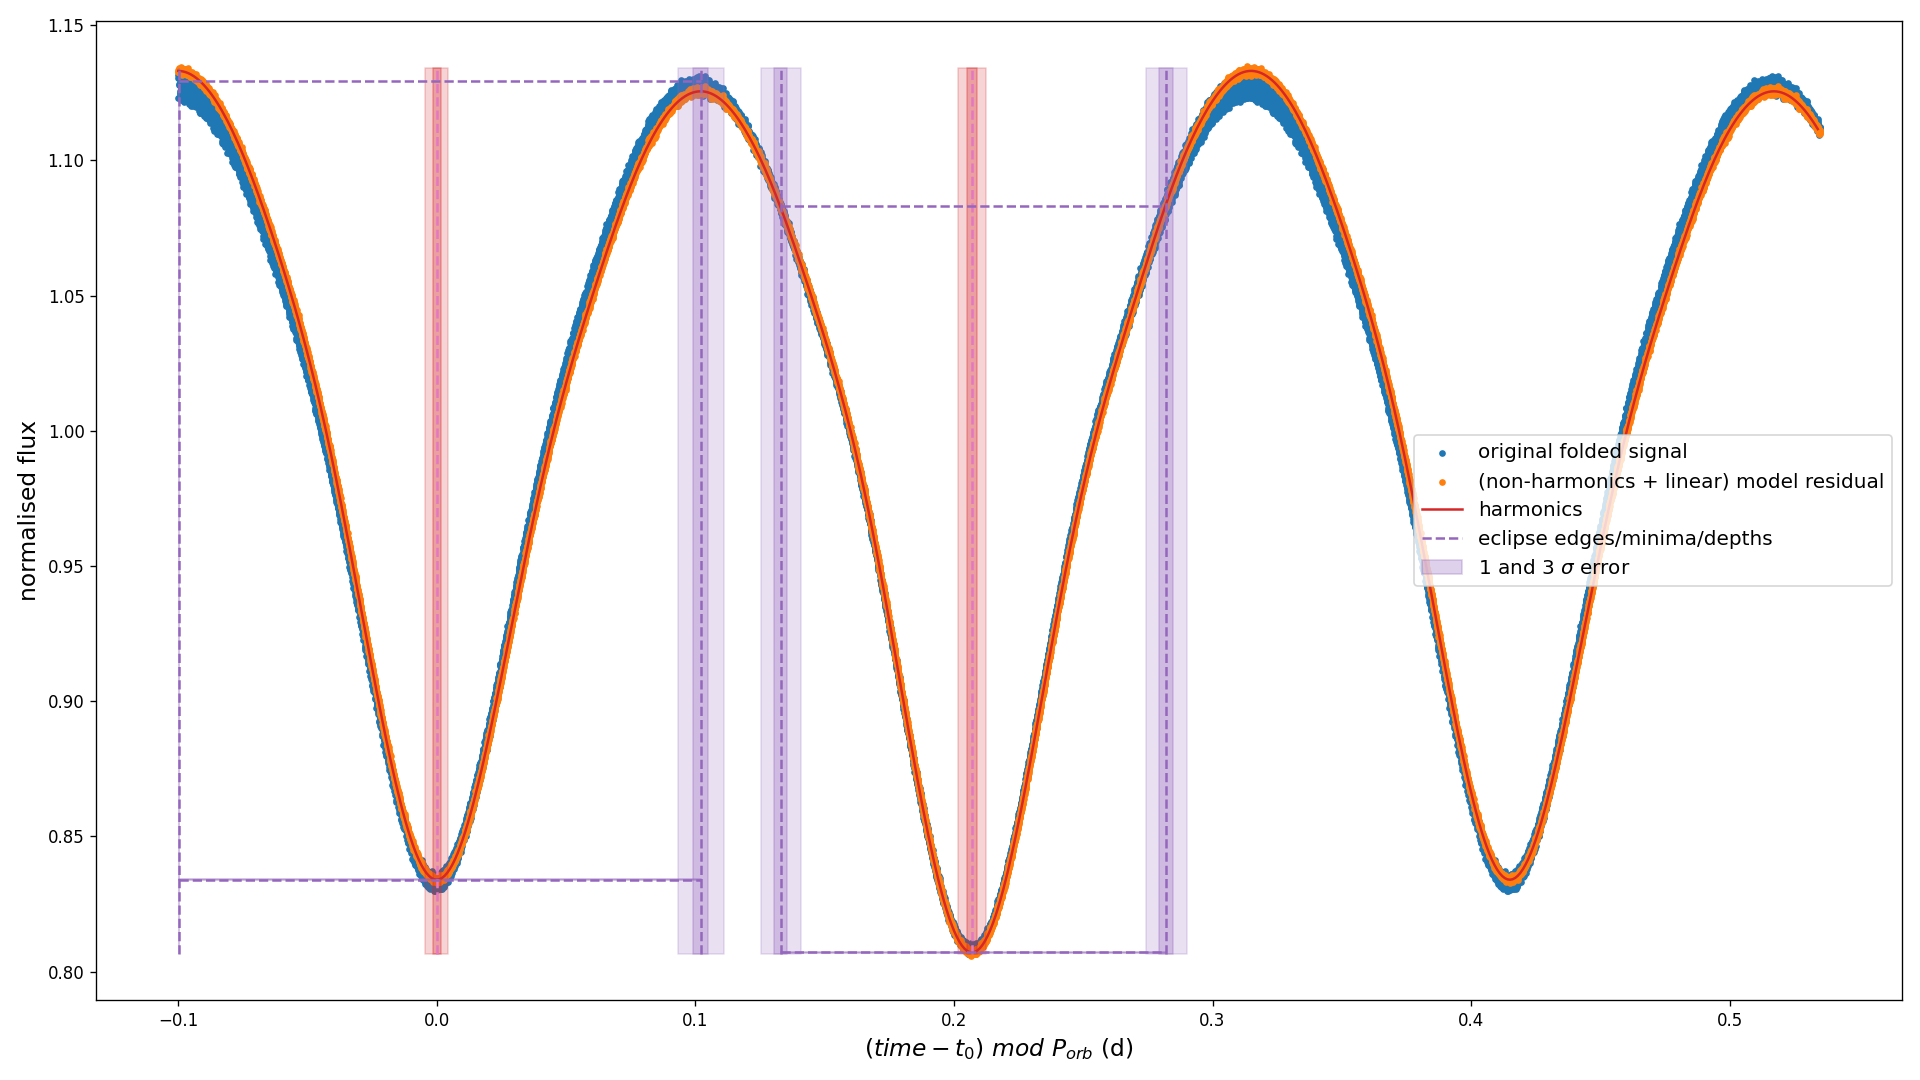 1.15
1.10
1.05
1.00
0.95
0.90
0.85
0.80
normalised flux
original folded signal
(non-harmonics + linear) model residual
harmonics
eclipse edges/minima/depths
1 and 3 σ error
−0.1 0.0 0.1 0.2 0.3 0.4 0.5
(time − t₀) mod P_orb (d)